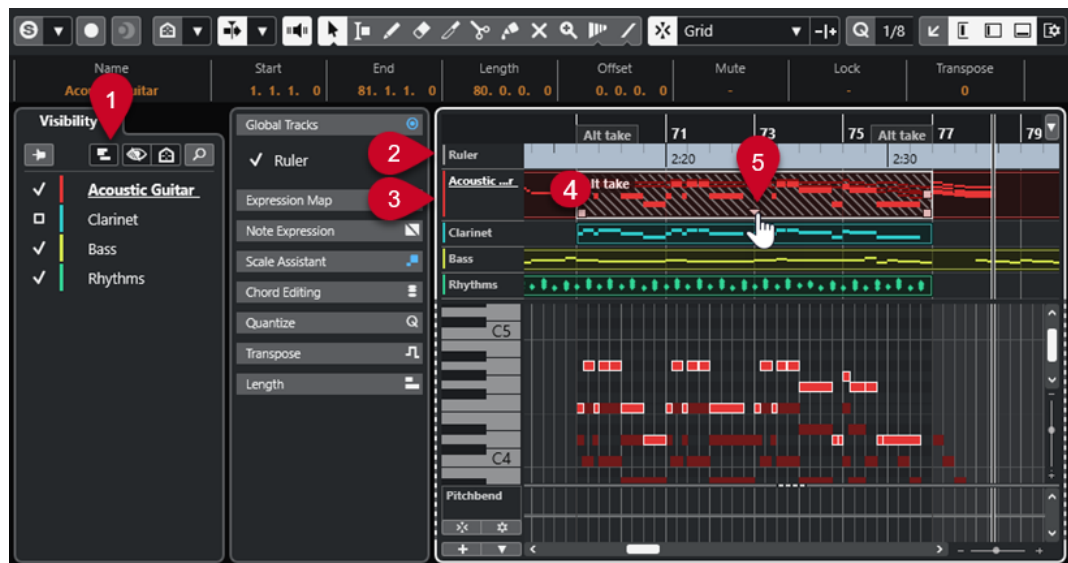 S
Grid
Q 1/8
Name Start End Length Offset Mute Lock Transpose
1. 1. 1. 0 81. 1. 1. 0 80. 0. 0. 0 0. 0. 0. 0 - - 0
1
Visibility
Acoustic Guitar
Clarinet
Bass
Rhythms
Global Tracks
Ruler
Expression Map
Note Expression
Scale Assistant
Chord Editing
Quantize Q
Transpose
Length
2
3
4
5
Alt take 71 73 75 Alt take 77 79
Ruler 2:20 2:30
Acoustic ...r
lt take
Clarinet
Bass
Rhythms
C5
C4
Pitchbend